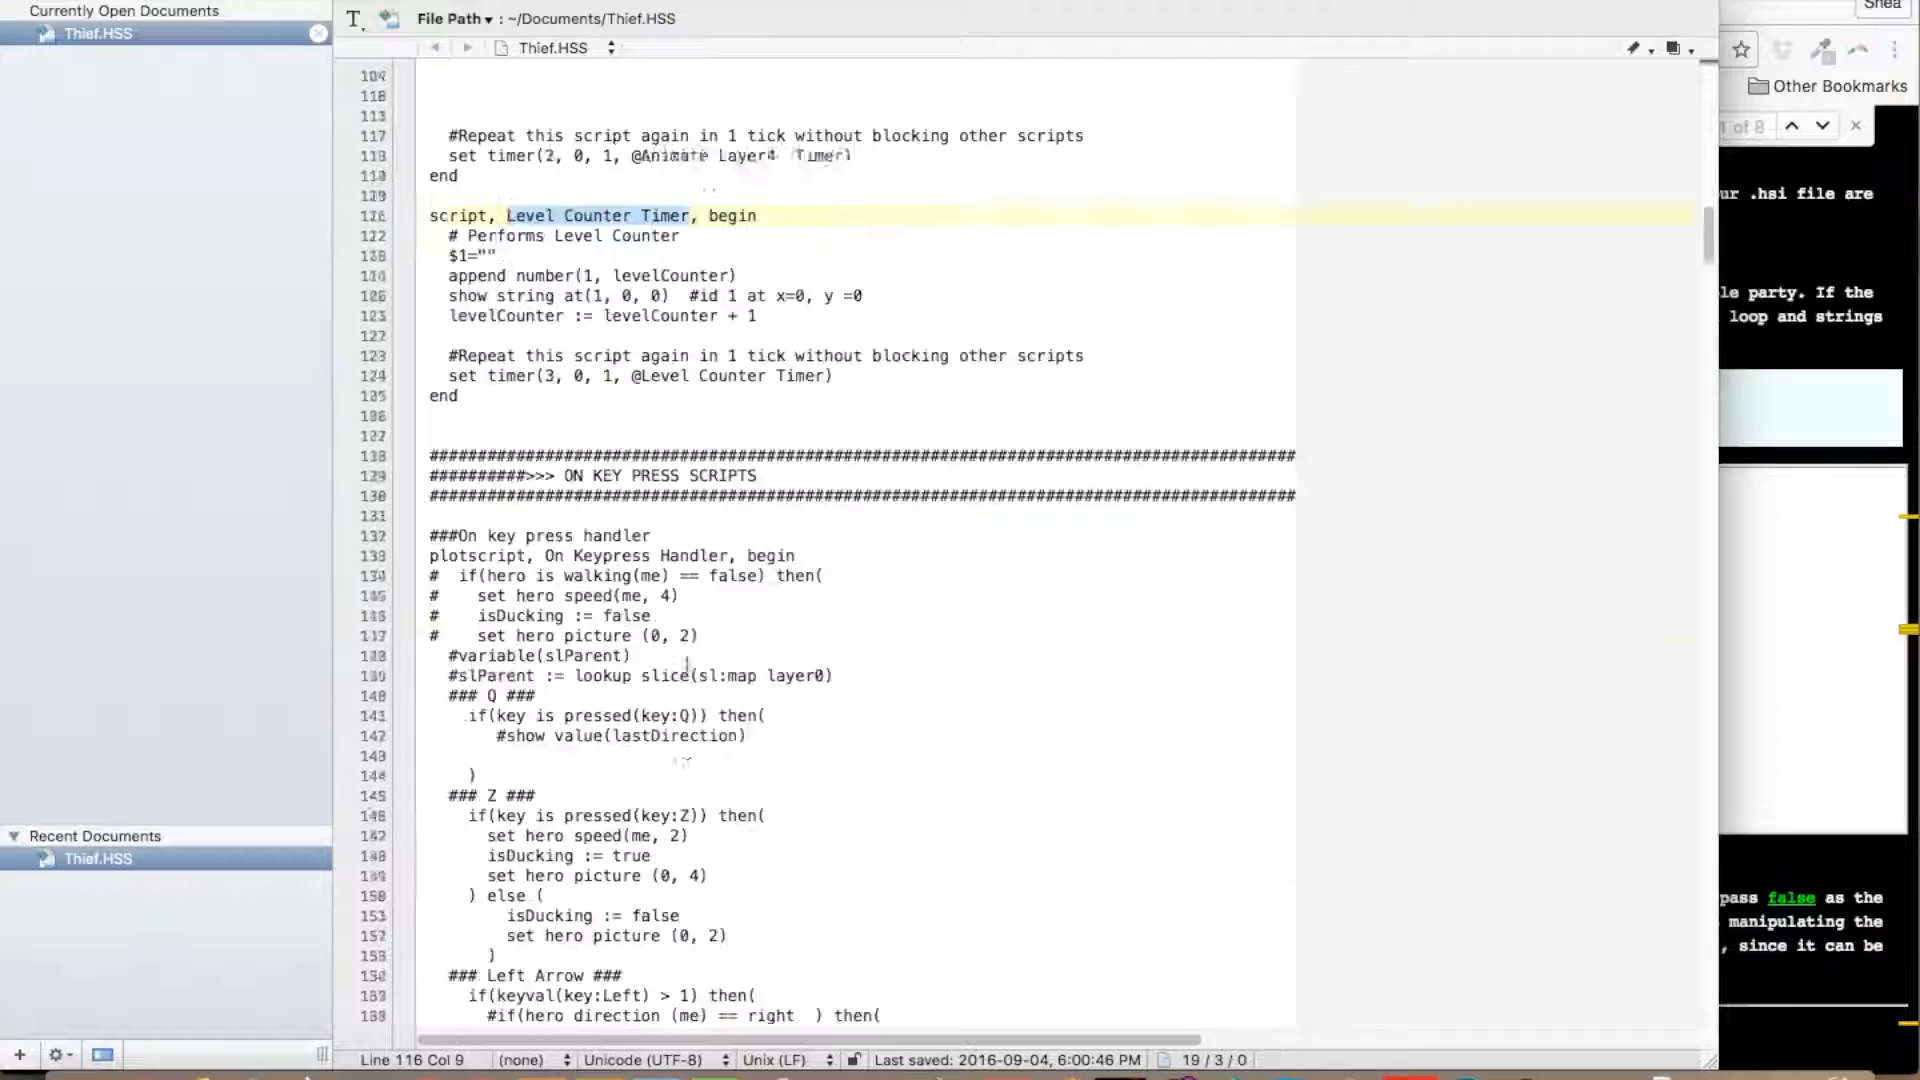 Currently Open Documents
Thief.HSS
Recent Documents
Thief.HSS
File Path ▾ : ~/Documents/Thief.HSS
Thief.HSS
#Repeat this script again in 1 tick without blocking other scripts
set timer(2, 0, 1, @Animate Layer4 Timer)
end
script, Level Counter Timer, begin
# Performs Level Counter
$1=""
append number(1, levelCounter)
show string at(1, 0, 0)  #id 1 at x=0, y =0
levelCounter := levelCounter + 1
#Repeat this script again in 1 tick without blocking other scripts
set timer(3, 0, 1, @Level Counter Timer)
end
##########################################################################################
##########>>> ON KEY PRESS SCRIPTS
##########################################################################################
###On key press handler
plotscript, On Keypress Handler, begin
#  if(hero is walking(me) == false) then(
#    set hero speed(me, 4)
#    isDucking := false
#    set hero picture (0, 2)
#variable(slParent)
#slParent := lookup slice(sl:map layer0)
### Q ###
if(key is pressed(key:Q)) then(
#show value(lastDirection)
)
### Z ###
if(key is pressed(key:Z)) then(
set hero speed(me, 2)
isDucking := true
set hero picture (0, 4)
) else (
isDucking := false
set hero picture (0, 2)
)
### Left Arrow ###
if(keyval(key:Left) > 1) then(
#if(hero direction (me) == right  ) then(
Line 116 Col 9
(none)
Unicode (UTF-8)
Unix (LF)
Last saved: 2016-09-04, 6:00:46 PM
19 / 3 / 0
Shea
Other Bookmarks
1 of 8
ur .hsi file are
le party. If the
loop and strings
pass false as the
manipulating the
, since it can be